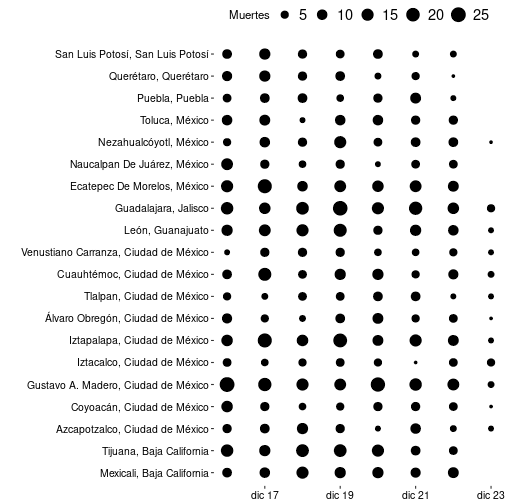 Muertes 5 10 15 20 25
San Luis Potosí, San Luis Potosí
Querétaro, Querétaro
Puebla, Puebla
Toluca, México
Nezahualcóyotl, México
Naucalpan De Juárez, México
Ecatepec De Morelos, México
Guadalajara, Jalisco
León, Guanajuato
Venustiano Carranza, Ciudad de México
Cuauhtémoc, Ciudad de México
Tlalpan, Ciudad de México
Álvaro Obregón, Ciudad de México
Iztapalapa, Ciudad de México
Iztacalco, Ciudad de México
Gustavo A. Madero, Ciudad de México
Coyoacán, Ciudad de México
Azcapotzalco, Ciudad de México
Tijuana, Baja California
Mexicali, Baja California
dic 17 dic 19 dic 21 dic 23